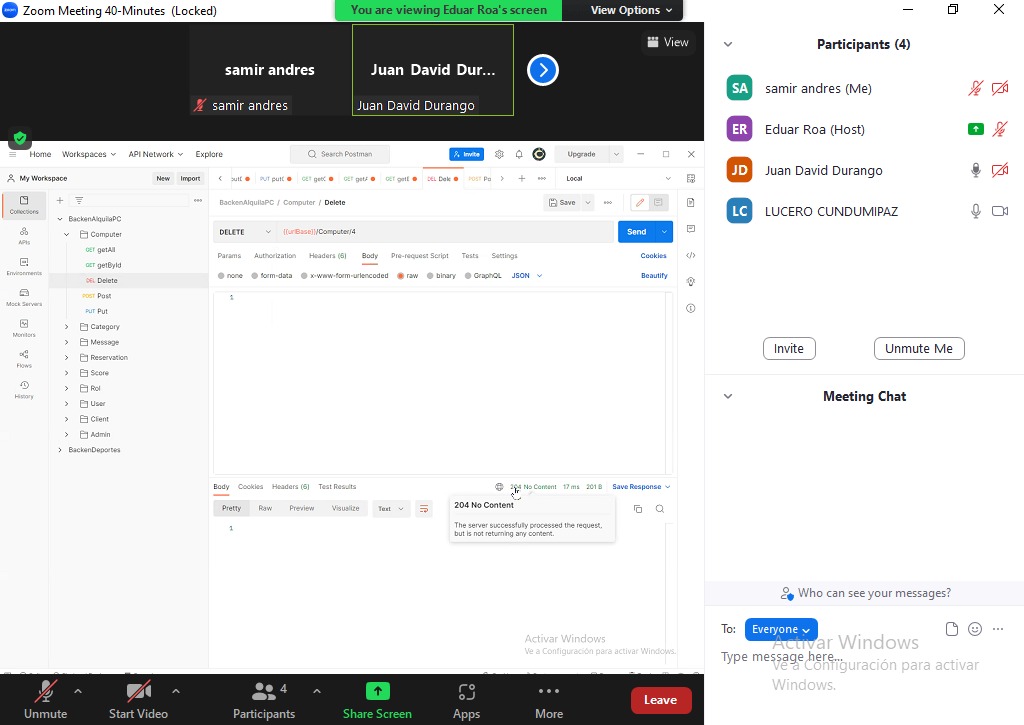 Zoom Meeting 40-Minutes (Locked)
You are viewing Eduar Roa's screen
View Options
samir andres
Juan David Dur...
View
samir andres
Juan David Durango
Home
Workspaces
API Network
Explore
Search Postman
Invite
Upgrade
My Workspace
New
Import
PUT
GET
GET
GET
DEL Dele
POST Po
Local
Collections
APIs
Environments
Mock Servers
Monitors
Flows
History
BackenAlquilaPC
Computer
GET getAll
GET getById
DEL Delete
POST Post
PUT Put
Category
Message
Reservation
Score
Rol
User
Client
Admin
BackenDeportes
BackenAlquilaPC / Computer / Delete
Save
DELETE
{{urlBase}}/Computer/4
Send
Params
Authorization
Headers (6)
Body
Pre-request Script
Tests
Settings
Cookies
none
form-data
x-www-form-urlencoded
raw
binary
GraphQL
JSON
Beautify
1
Body
Cookies
Headers (6)
Test Results
204 No Content
17 ms
201 B
Save Response
Pretty
Raw
Preview
Visualize
Text
204 No Content
The server successfully processed the request,
but is not returning any content.
1
Activar Windows
Ve a Configuración para activar Windows.
Unmute
Start Video
4
Participants
Share Screen
Apps
More
Leave
Participants (4)
SA
samir andres (Me)
ER
Eduar Roa (Host)
JD
Juan David Durango
LC
LUCERO CUNDUMIPAZ
Invite
Unmute Me
Meeting Chat
Who can see your messages?
To:
Everyone
Type message here...
Activar Windows
Ve a Configuración para activar
Windows.